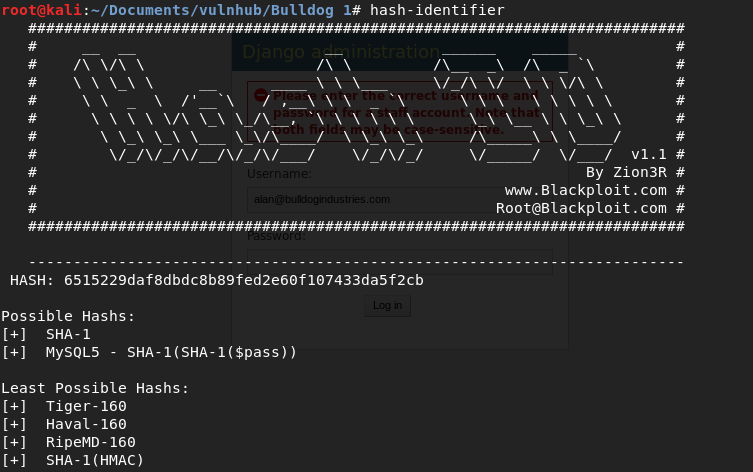 root@kali:~/Documents/vulnhub/Bulldog 1# hash-identifier
#########################################################################
Django administration
Please enter the correct username and
password for a staff account. Note that
both fields may be case-sensitive.
v1.1 #
# By Zion3R #
Username:
# www.Blackploit.com #
alan@bulldogindustries.com
# Root@Blackploit.com #
#########################################################################
Password:
-------------------------------------------------------------------------
HASH: 6515229daf8dbdc8b89fed2e60f107433da5f2cb
Log in
Possible Hashs:
[+] SHA-1
[+] MySQL5 - SHA-1(SHA-1($pass))
Least Possible Hashs:
[+] Tiger-160
[+] Haval-160
[+] RipeMD-160
[+] SHA-1(HMAC)